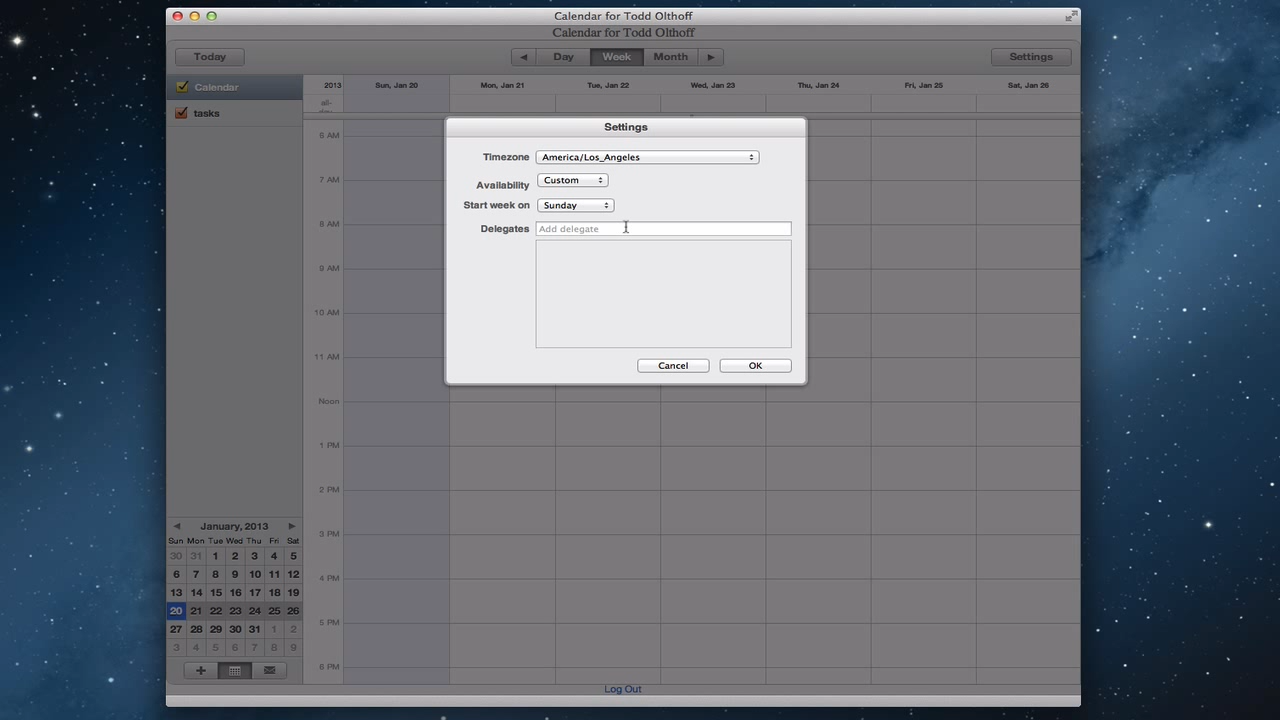 Calendar for Todd Olthoff
Calendar for Todd Olthoff
Today
Day Week Month
Settings
Calendar
tasks
2013 Sun, Jan 20 Mon, Jan 21 Tue, Jan 22 Wed, Jan 23 Thu, Jan 24 Fri, Jan 25 Sat, Jan 26
all-day
6 AM
7 AM
8 AM
9 AM
10 AM
11 AM
Noon
1 PM
2 PM
3 PM
4 PM
5 PM
6 PM
Settings
Timezone America/Los_Angeles
Availability Custom
Start week on Sunday
Delegates Add delegate
Cancel OK
January, 2013
Sun Mon Tue Wed Thu Fri Sat
30 31 1 2 3 4 5
6 7 8 9 10 11 12
13 14 15 16 17 18 19
20 21 22 23 24 25 26
27 28 29 30 31 1 2
3 4 5 6 7 8 9
Log Out